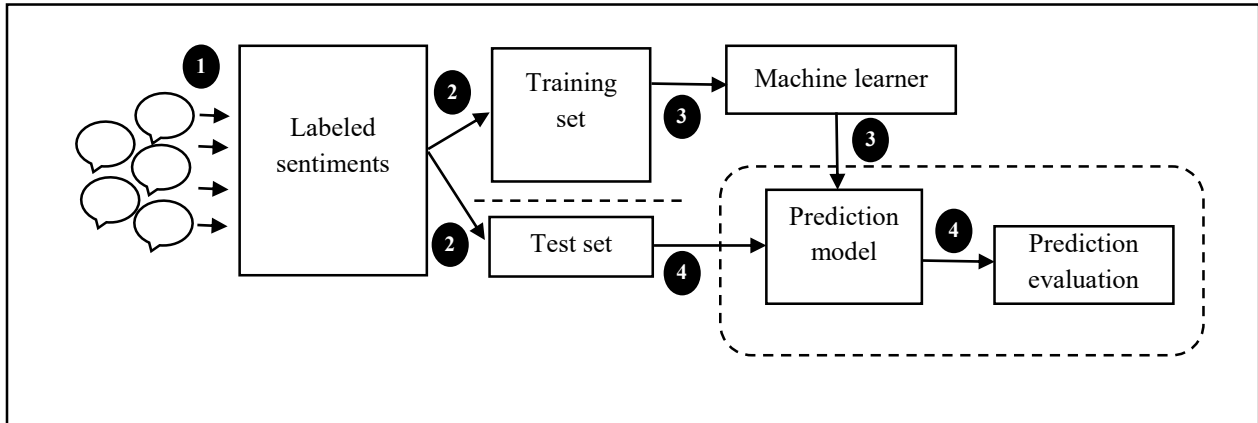 1
Labeled
sentiments
2
2
Training
set
3
Machine learner
3
Test set
4
Prediction
model
4
Prediction
evaluation